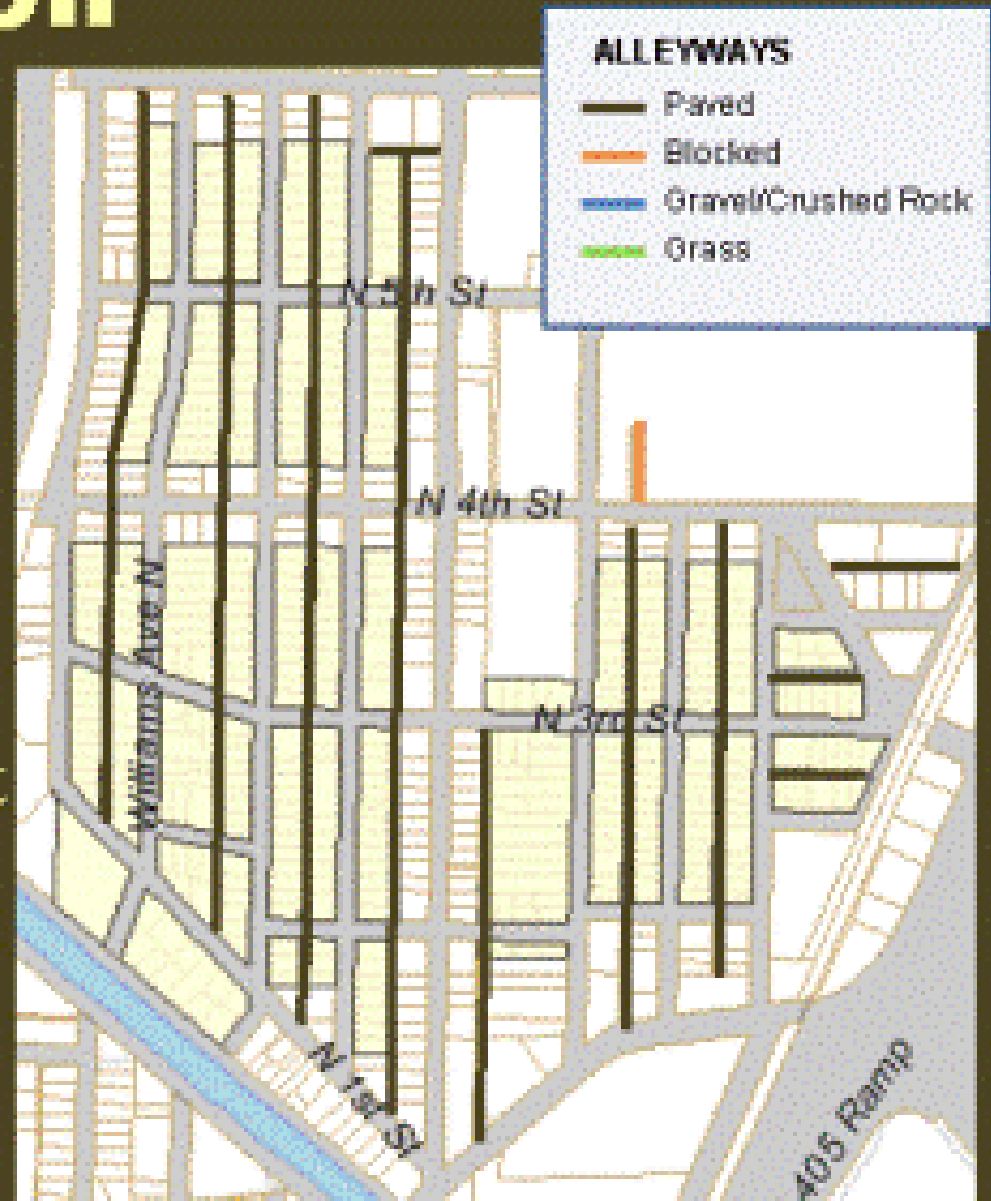 ALLEYWAYS
Paved
Blocked
Gravel/Crushed Rock
Grass
N 5th St
N 4th St
Williams Ave N
N 3rd St
N 1st St
405 Ramp